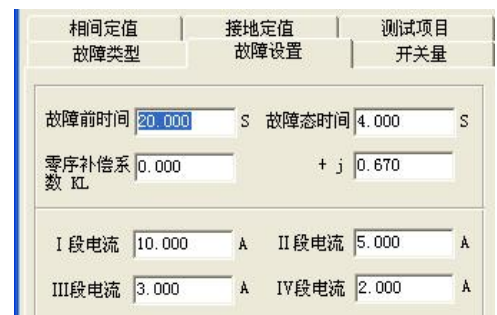 相间定值 接地定值 测试项目
故障类型 故障设置 开关量
故障前时间 20.000 S 故障态时间 4.000 S
零序补偿系 0.000 + j 0.670
数 KL
I 段电流 10.000 A II 段电流 5.000 A
III段电流 3.000 A IV段电流 2.000 A